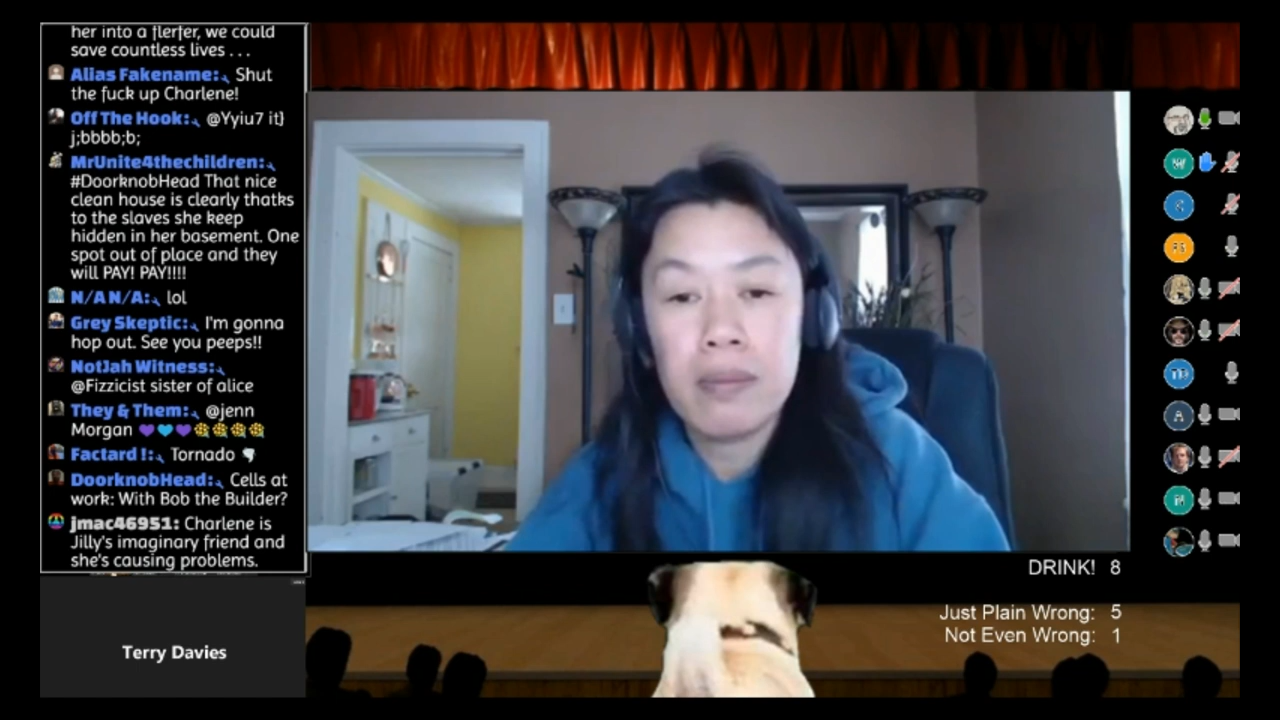 her into a flerfer, we could
save countless lives . . .
Alias Fakename: Shut
the fuck up Charlene!
Off The Hook: @Yyiu7 it}
j;bbbb;b;
MrUnite4thechildren:
#DoorknobHead That nice
clean house is clearly thatks
to the slaves she keep
hidden in her basement. One
spot out of place and they
will PAY! PAY!!!!
N/A N/A: lol
Grey Skeptic: I'm gonna
hop out. See you peeps!!
NotJah Witness:
@Fizzicist sister of alice
They & Them: @jenn
Morgan 💜💙💜🌼🌼🌼🌼
Factard !: Tornado 🌪
DoorknobHead: Cells at
work: With Bob the Builder?
jmac46951: Charlene is
Jilly's imaginary friend and
she's causing problems.
Terry Davies
DRINK! 8
Just Plain Wrong: 5
Not Even Wrong: 1
A